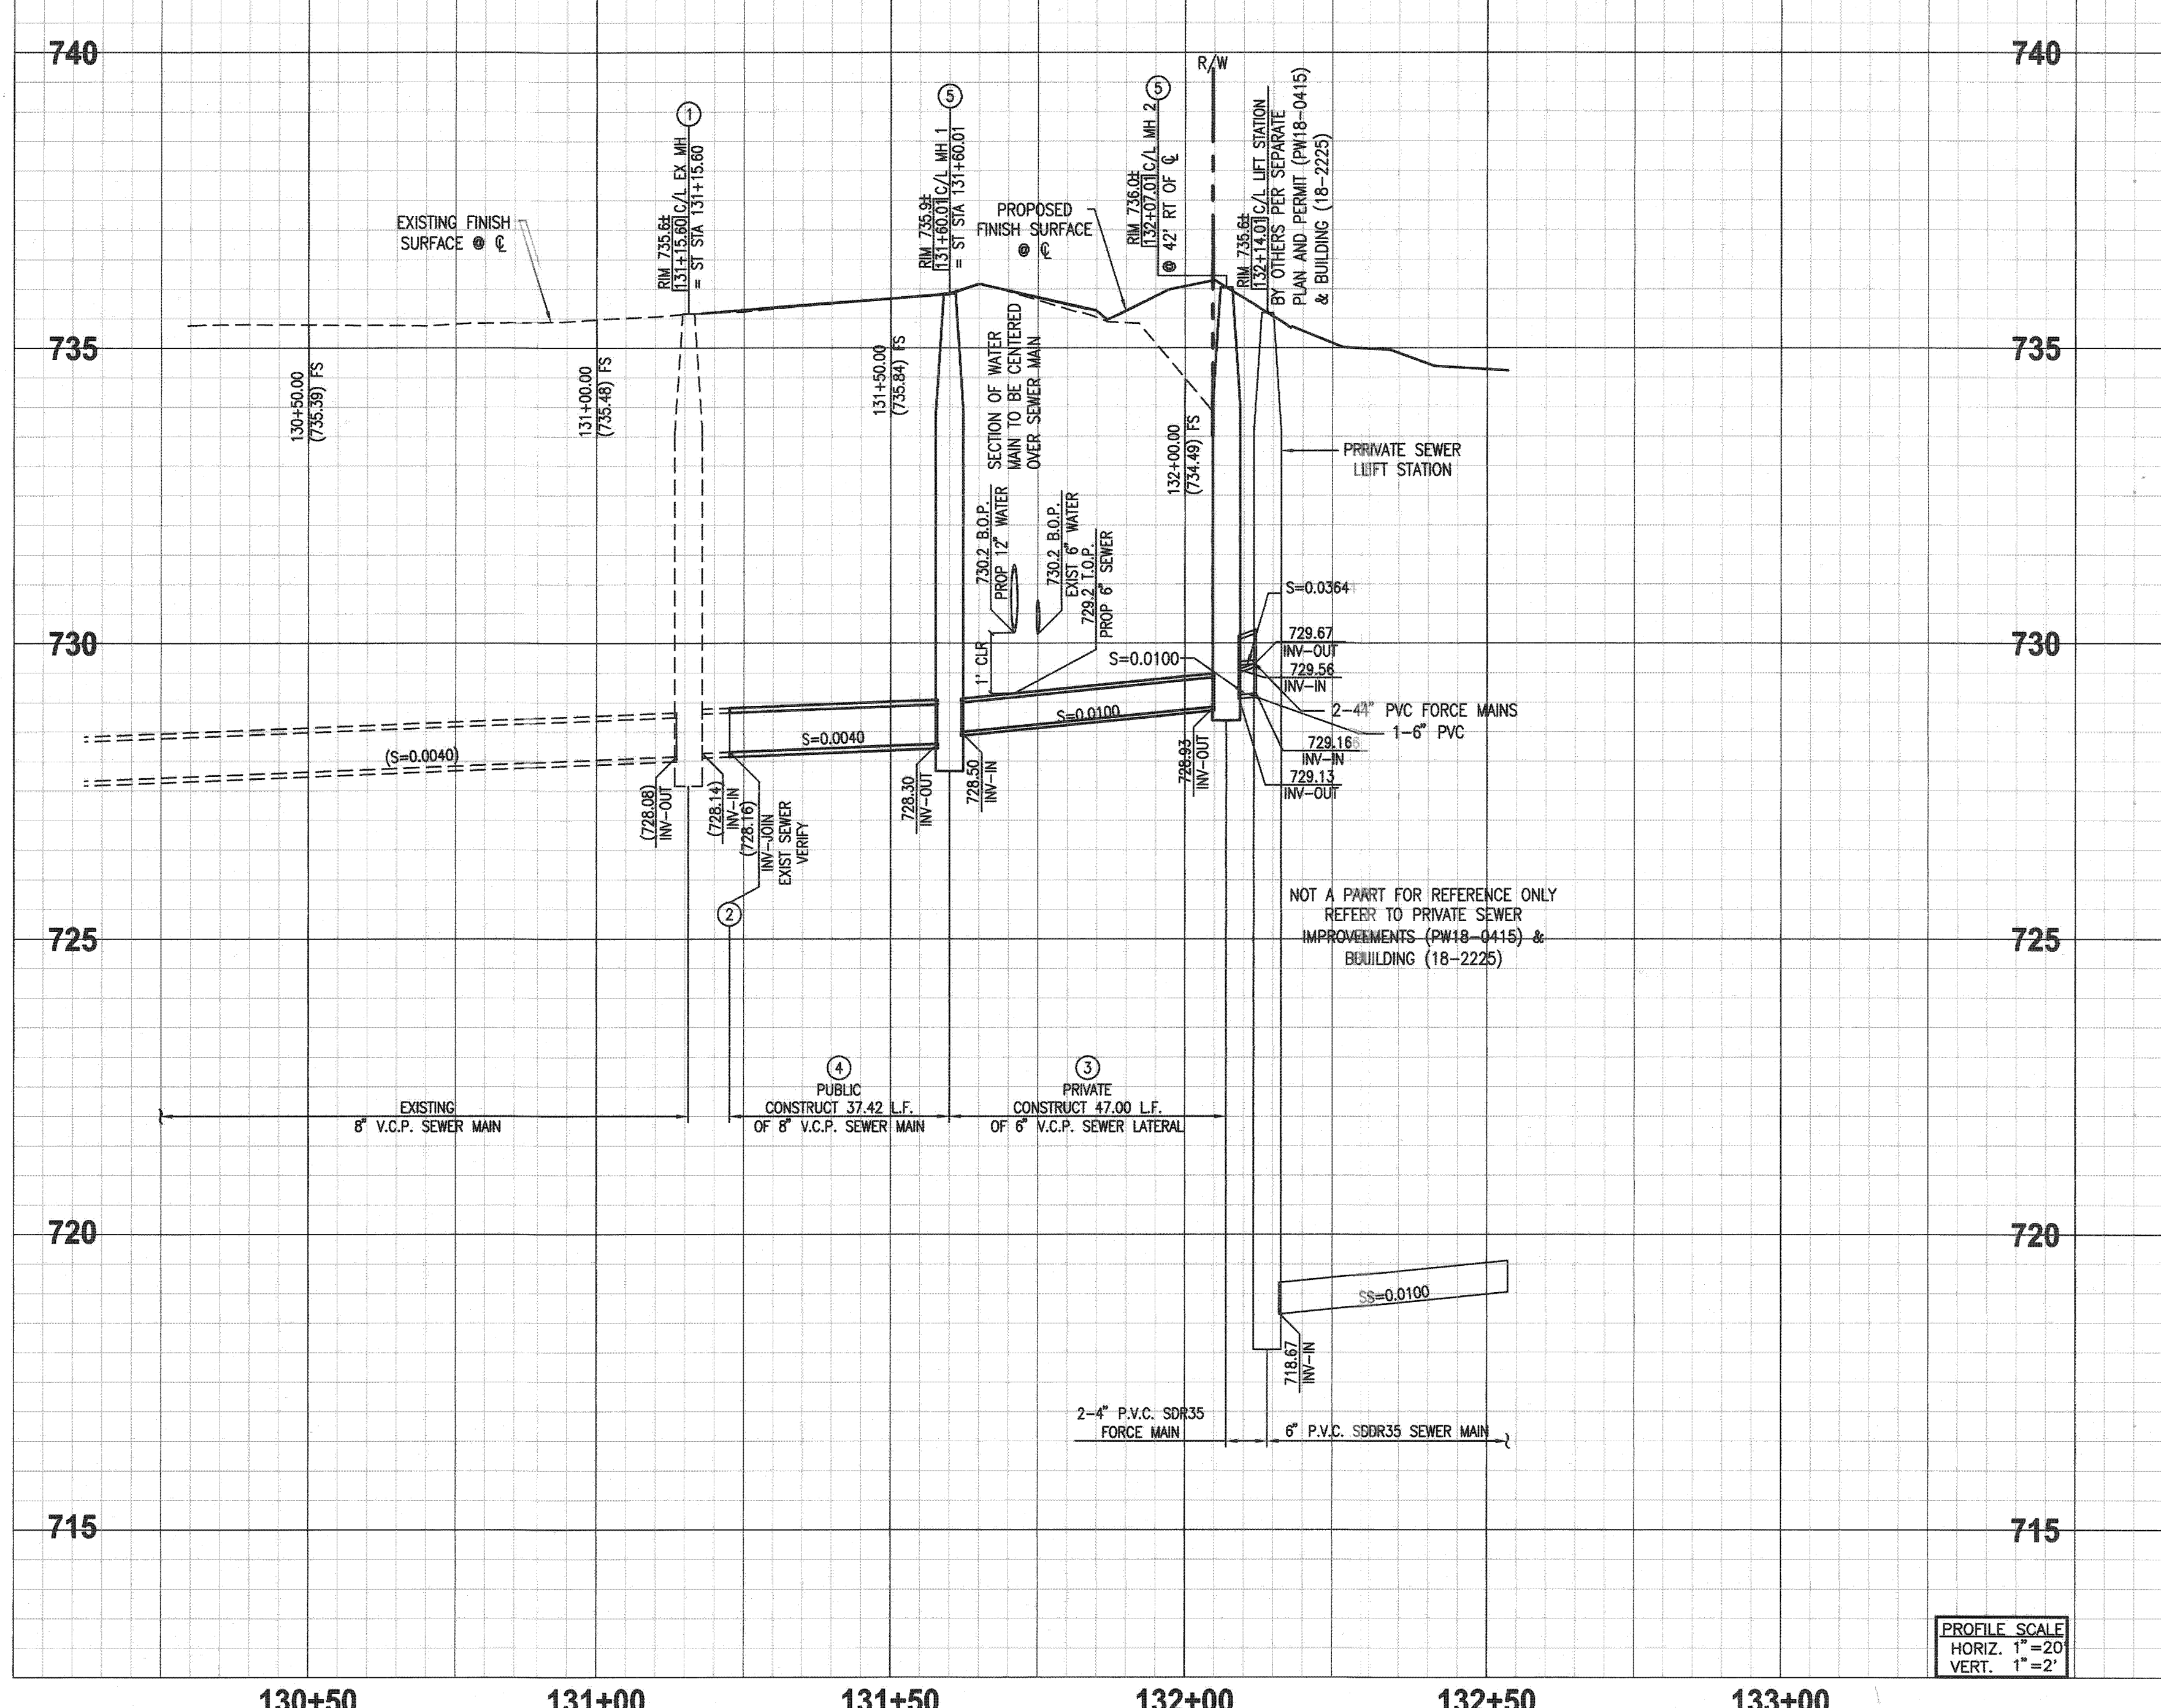 740
740
R/W
1
5
5
RIM 735.6±
131+15.60 C/L EX MH
= ST STA 131+15.60
RIM 735.9±
131+60.01 C/L MH 1
= ST STA 131+60.01
RIM 736.0±
132+07.01 C/L MH 2
@ 42' RT OF ℄
RIM 735.6±
132+14.01 C/L LIFT STATION
BY OTHERS PER SEPARATE
PLAN AND PERMIT (PW18-0415)
& BUILDING (18-2225)
EXISTING FINISH
SURFACE @ ℄
PROPOSED
FINISH SURFACE
@ ℄
735
735
130+50.00
(735.39) FS
131+00.00
(735.48) FS
131+50.00
(735.84) FS
SECTION OF WATER
MAIN TO BE CENTERED
OVER SEWER MAIN
132+00.00
(734.49) FS
PRRIVATE SEWER
LIIFT STATION
730.2 B.O.P.
PROP 12" WATER
730.2 B.O.P.
EXIST 6" WATER
729.2 T.O.P.
PROP 6" SEWER
1' CLR
730
730
S=0.0364
729.67
INV-OUT
S=0.0100
729.56
INV-IN
2-44" PVC FORCE MAINS
1-6" PVC
S=0.0100
S=0.0040
(S=0.0040)
729.166
INV-IN
729.13
INV-OUT
(728.08)
INV-OUT
(728.14)
INV-IN
(728.16)
INV-JOIN
EXIST SEWER
VERIFY
728.30
INV-OUT
728.50
INV-IN
728.93
INV-OUT
2
NOT A PAART FOR REFERENCE ONLY
REFERR TO PRIVATE SEWER
IMPROVEEMENTS (PW18-0415) &
BUUILDING (18-2225)
725
725
4
PUBLIC
CONSTRUCT 37.42 L.F.
OF 8" V.C.P. SEWER MAIN
3
PRIVATE
CONSTRUCT 47.00 L.F.
OF 6" V.C.P. SEWER LATERAL
EXISTING
8" V.C.P. SEWER MAIN
720
720
SS=0.0100
718.67
INV-IN
2-4" P.V.C. SDR35
FORCE MAIN
6" P.V.C. SDDR35 SEWER MAIN
715
715
PROFILE SCALE
HORIZ. 1"=20'
VERT. 1"=2'
130+50
131+00
131+50
132+00
132+50
133+00